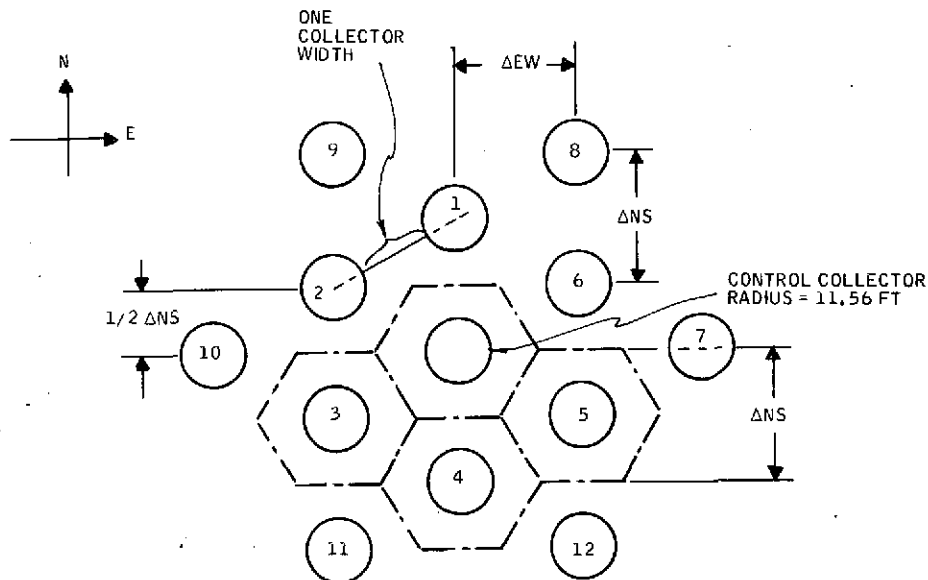 ONE
COLLECTOR
WIDTH
N
ΔEW
E
9
8
1
ΔNS
2
6
CONTROL COLLECTOR
RADIUS = 11.56 FT
1/2 ΔNS
10
7
3
5
ΔNS
4
11
12